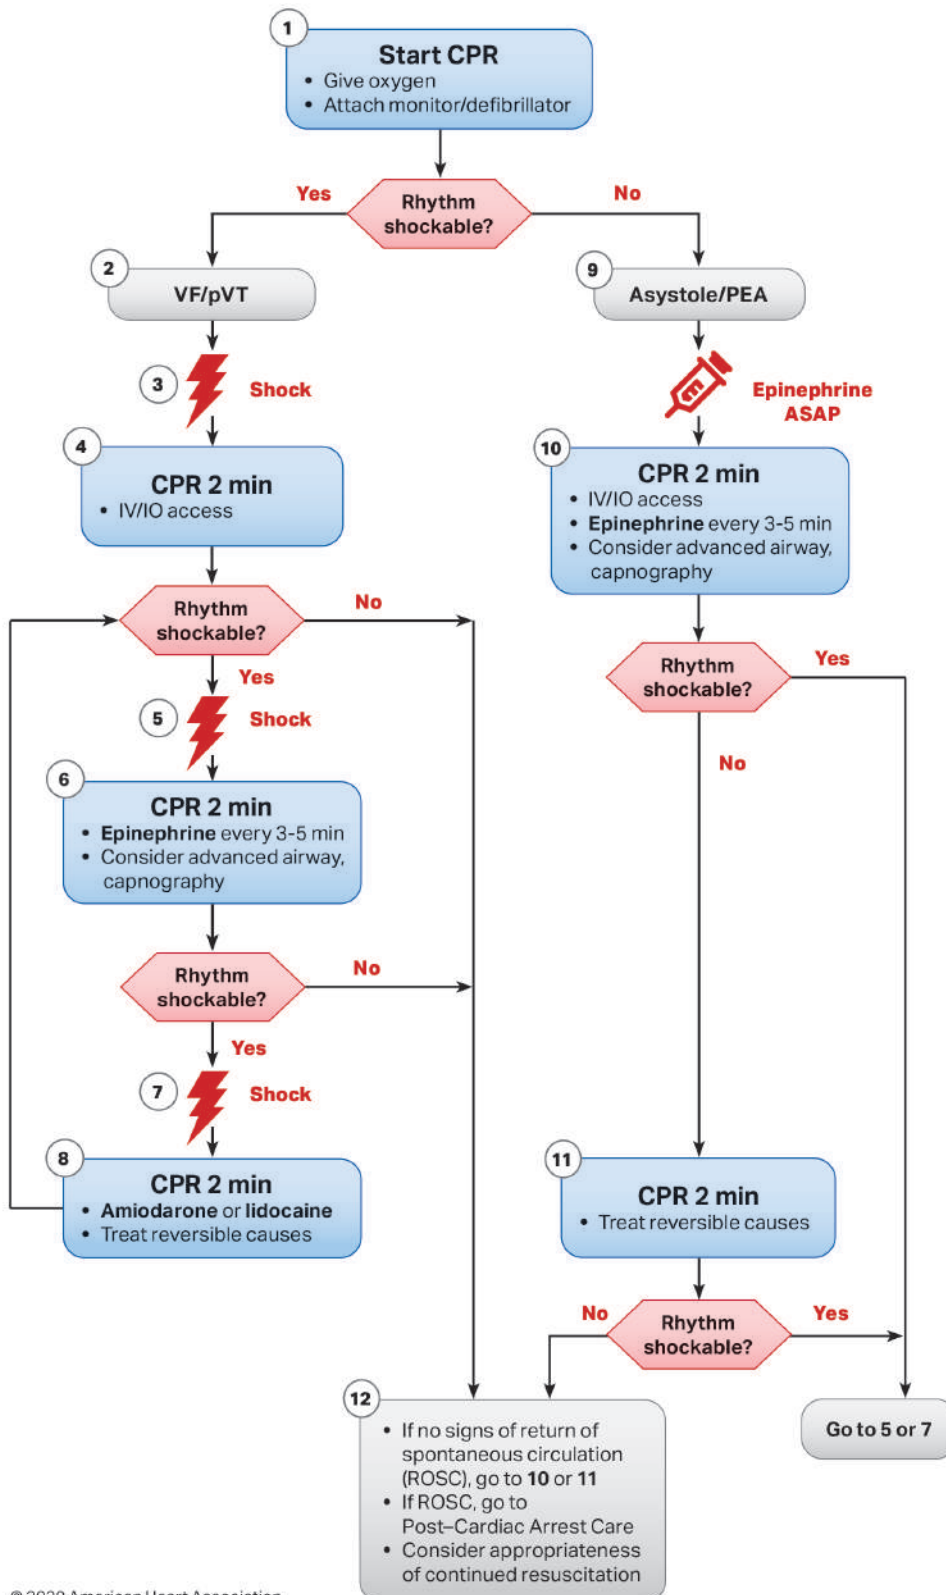 1
Start CPR
• Give oxygen
• Attach monitor/defibrillator
Rhythm
shockable?
Yes
No
2
VF/pVT
3
Shock
4
CPR 2 min
• IV/IO access
Rhythm
shockable?
No
Yes
5
Shock
6
CPR 2 min
• Epinephrine every 3-5 min
• Consider advanced airway,
capnography
Rhythm
shockable?
No
Yes
7
Shock
8
CPR 2 min
• Amiodarone or lidocaine
• Treat reversible causes
9
Asystole/PEA
Epinephrine
ASAP
10
CPR 2 min
• IV/IO access
• Epinephrine every 3-5 min
• Consider advanced airway,
capnography
Rhythm
shockable?
Yes
No
11
CPR 2 min
• Treat reversible causes
Rhythm
shockable?
No
Yes
12
• If no signs of return of
spontaneous circulation
(ROSC), go to 10 or 11
• If ROSC, go to
Post–Cardiac Arrest Care
• Consider appropriateness
of continued resuscitation
Go to 5 or 7
American Heart Association